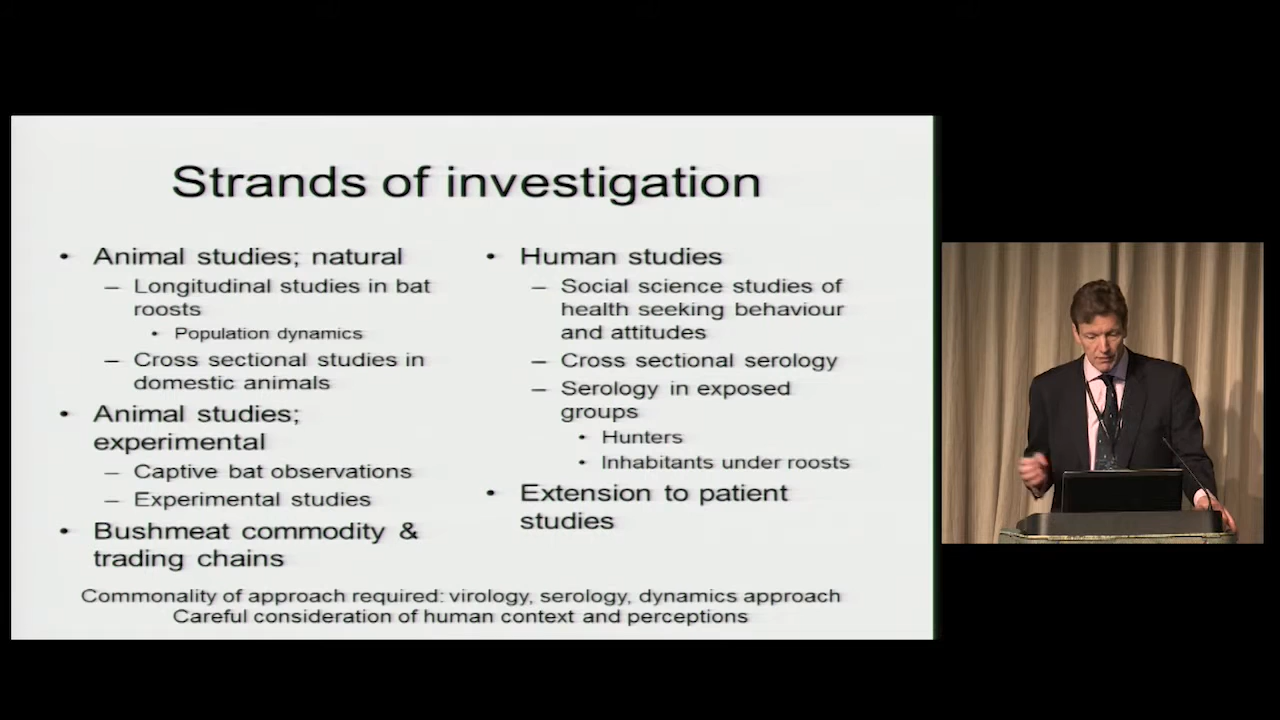 Strands of investigation
• Animal studies; natural
– Longitudinal studies in bat
roosts
• Population dynamics
– Cross sectional studies in
domestic animals
• Animal studies;
experimental
– Captive bat observations
– Experimental studies
• Bushmeat commodity &
trading chains
• Human studies
– Social science studies of
health seeking behaviour
and attitudes
– Cross sectional serology
– Serology in exposed
groups
• Hunters
• Inhabitants under roosts
• Extension to patient
studies
Commonality of approach required: virology, serology, dynamics approach
Careful consideration of human context and perceptions